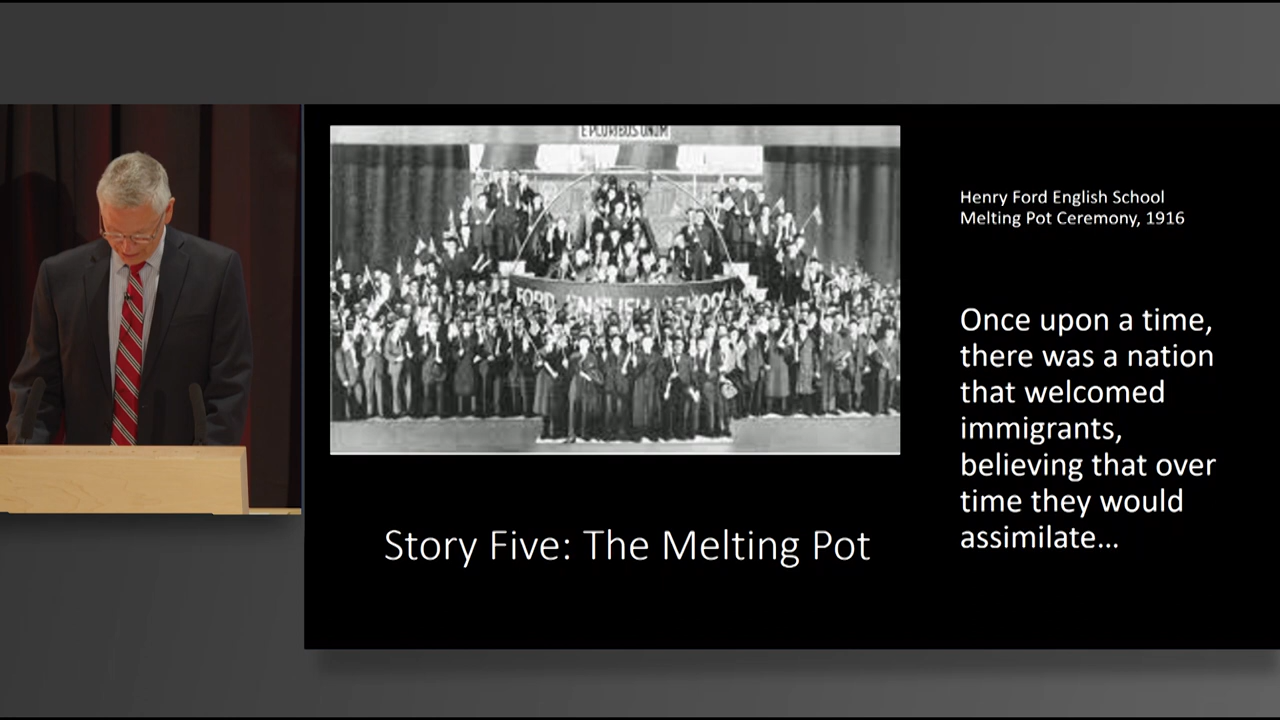 E PLURIBUS UNUM
FORD ENGLISH SCHOOL
Henry Ford English School
Melting Pot Ceremony, 1916
Once upon a time,
there was a nation
that welcomed
immigrants,
believing that over
time they would
assimilate...
Story Five: The Melting Pot